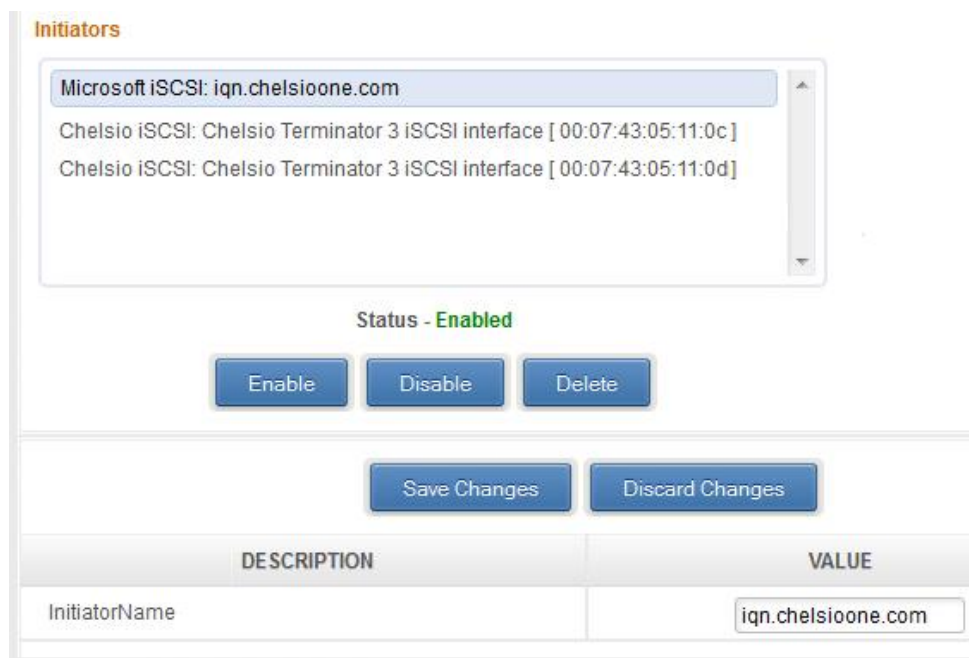 Initiators
Microsoft iSCSI: iqn.chelsioone.com
Chelsio iSCSI: Chelsio Terminator 3 iSCSI interface [ 00:07:43:05:11:0c ]
Chelsio iSCSI: Chelsio Terminator 3 iSCSI interface [ 00:07:43:05:11:0d]
Status - Enabled
Enable Disable Delete
Save Changes Discard Changes
DESCRIPTION VALUE
InitiatorName iqn.chelsioone.com